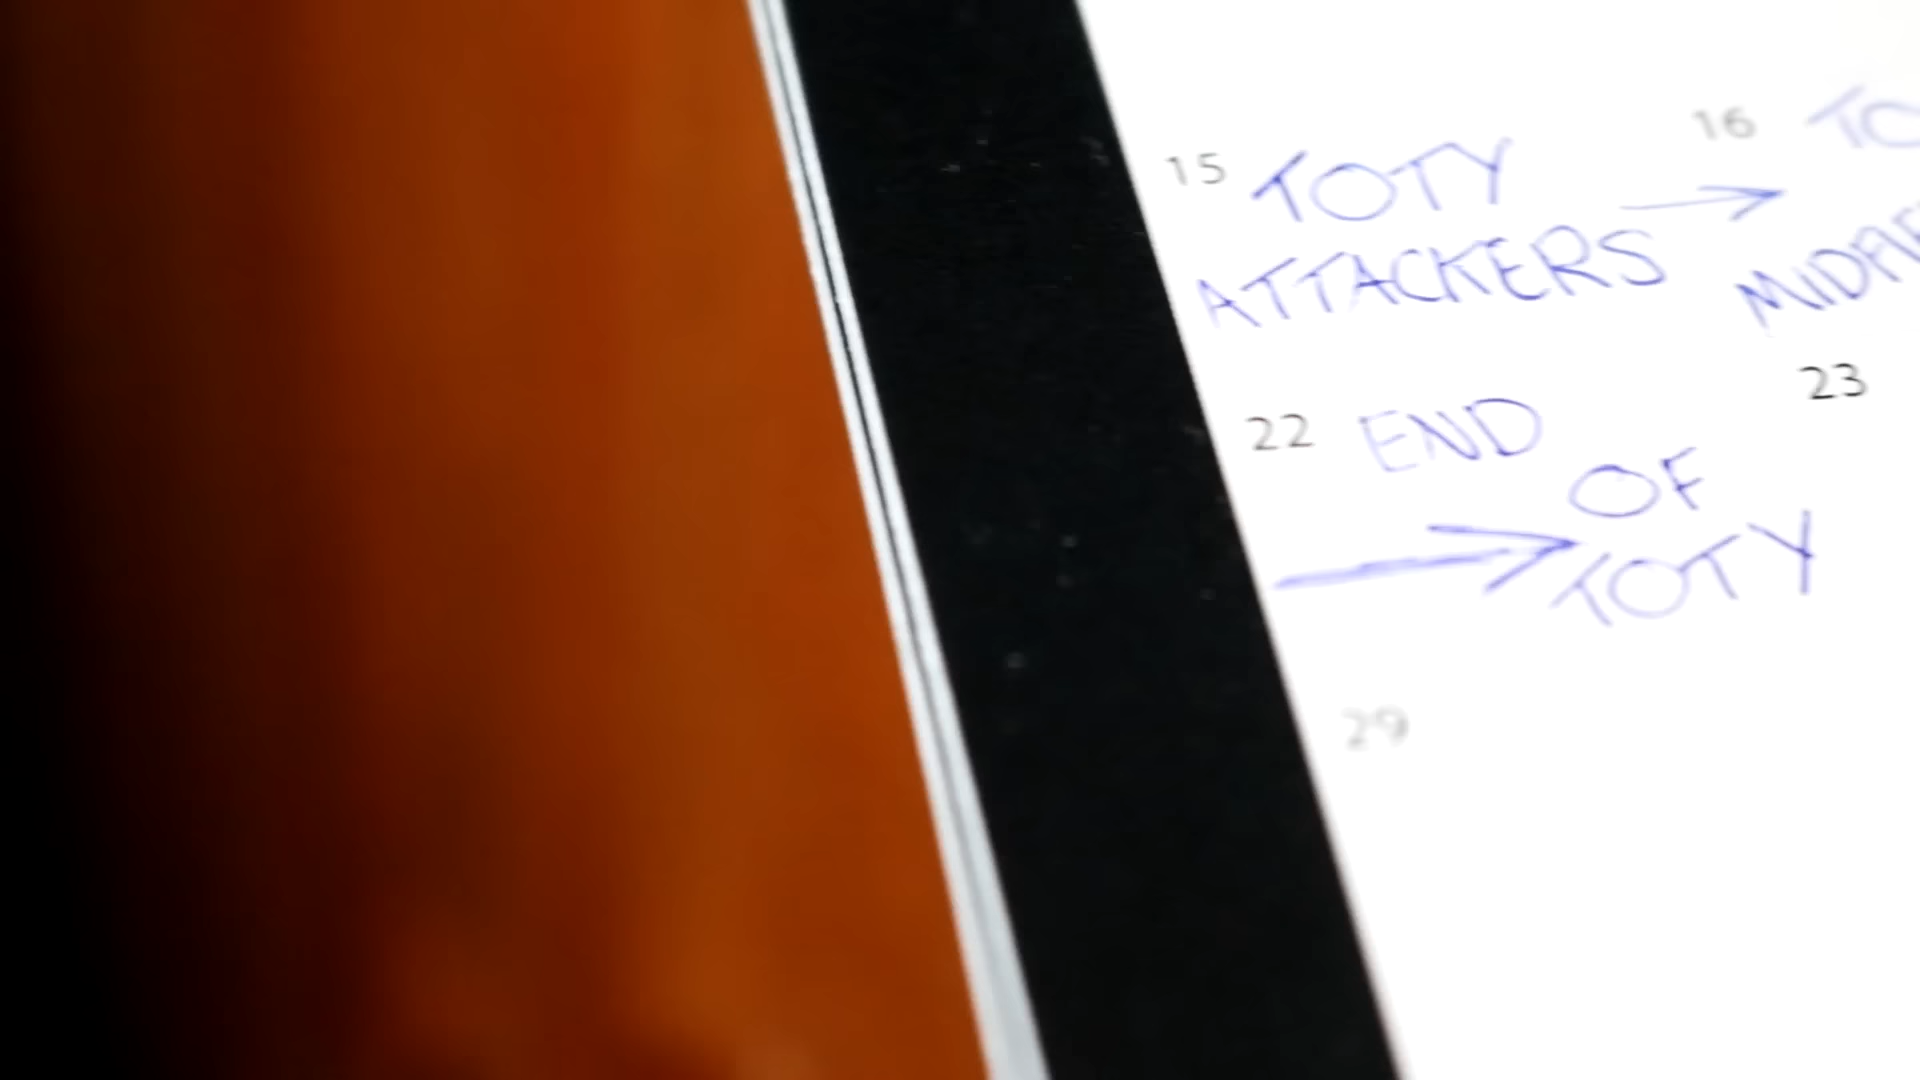 15 TOTY
ATTACKERS
16
22 END
OF
TOTY
23
29